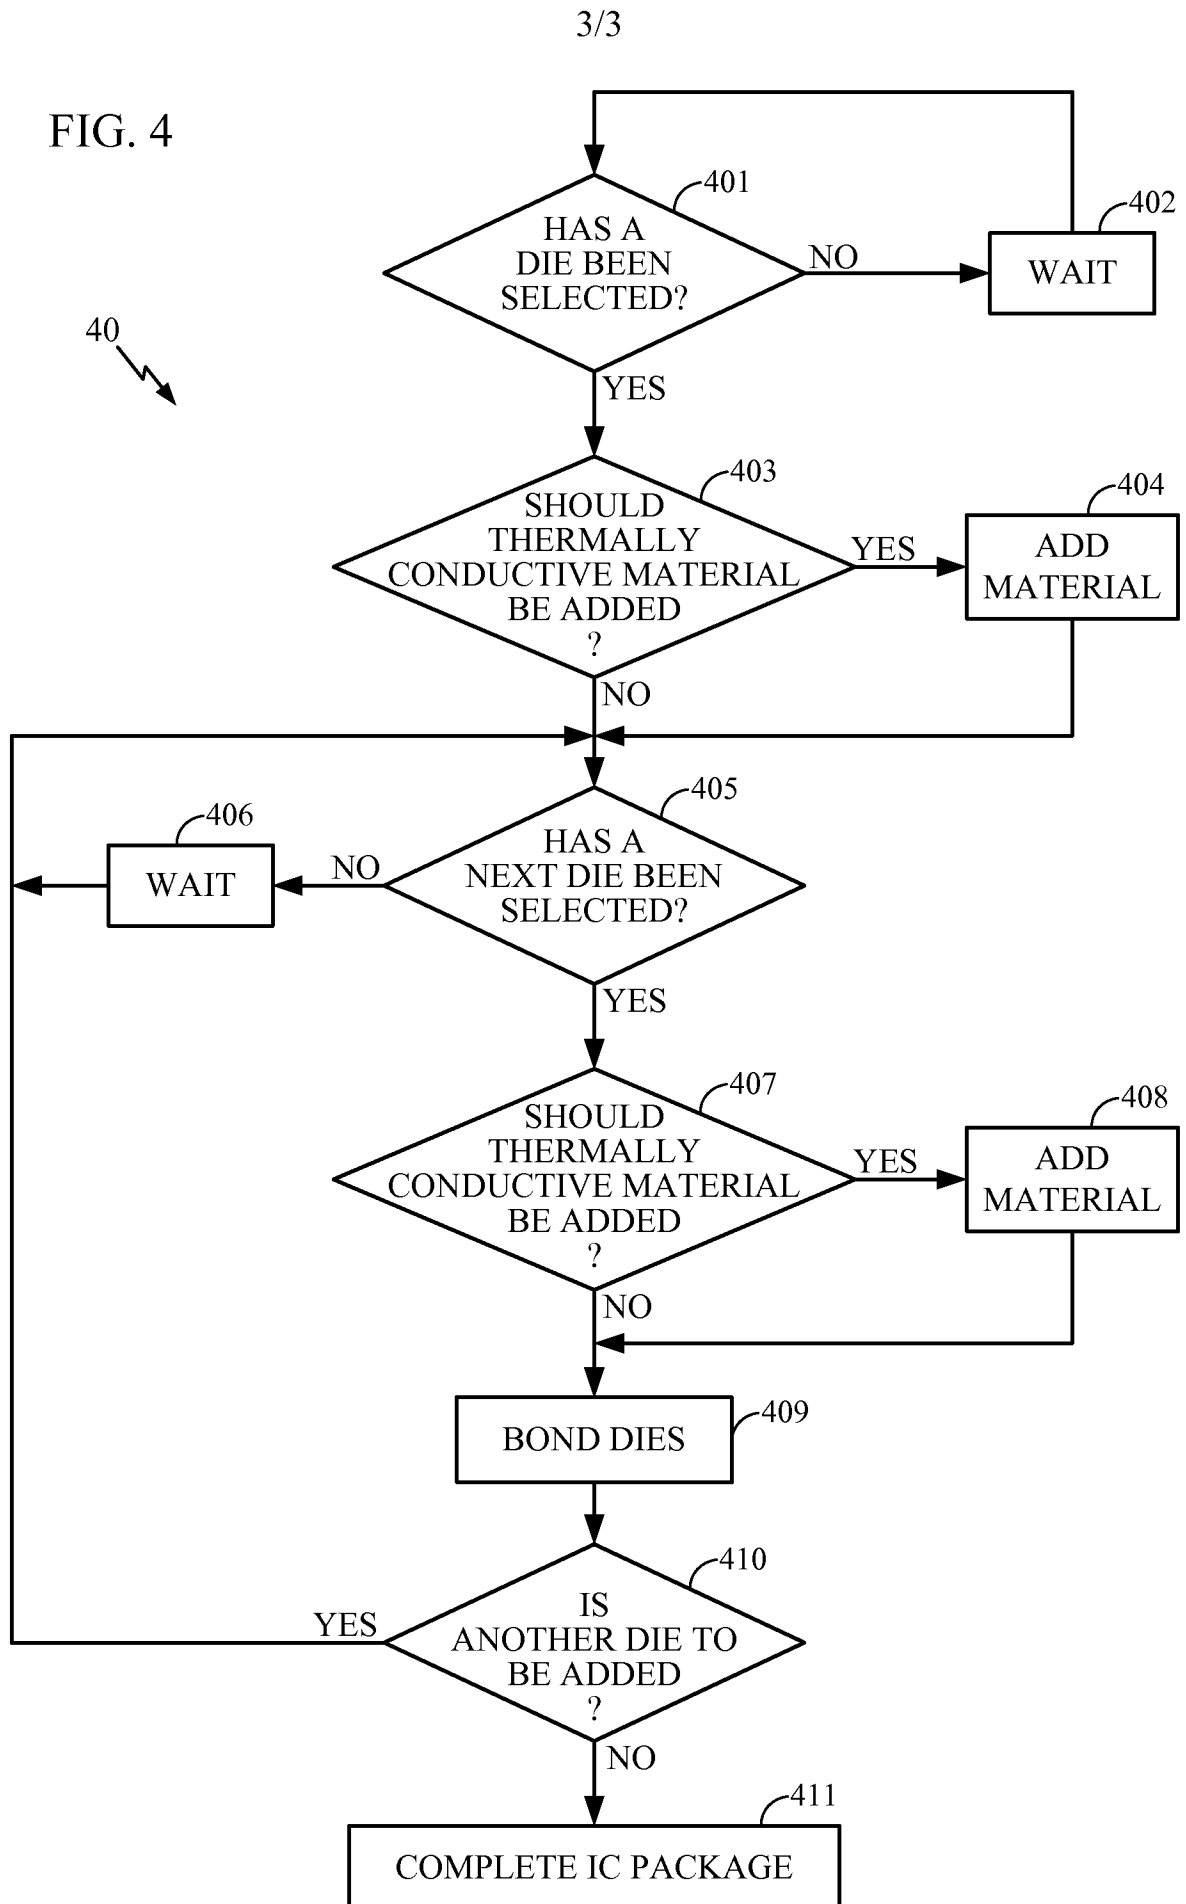 3/3
FIG. 4
401
HAS A
DIE BEEN
SELECTED?
NO
402
WAIT
40
YES
403
SHOULD
THERMALLY
CONDUCTIVE MATERIAL
BE ADDED
?
YES
404
ADD
MATERIAL
NO
405
HAS A
NEXT DIE BEEN
SELECTED?
NO
406
WAIT
YES
407
SHOULD
THERMALLY
CONDUCTIVE MATERIAL
BE ADDED
?
YES
408
ADD
MATERIAL
NO
BOND DIES
409
410
IS
ANOTHER DIE TO
BE ADDED
?
YES
NO
411
COMPLETE IC PACKAGE